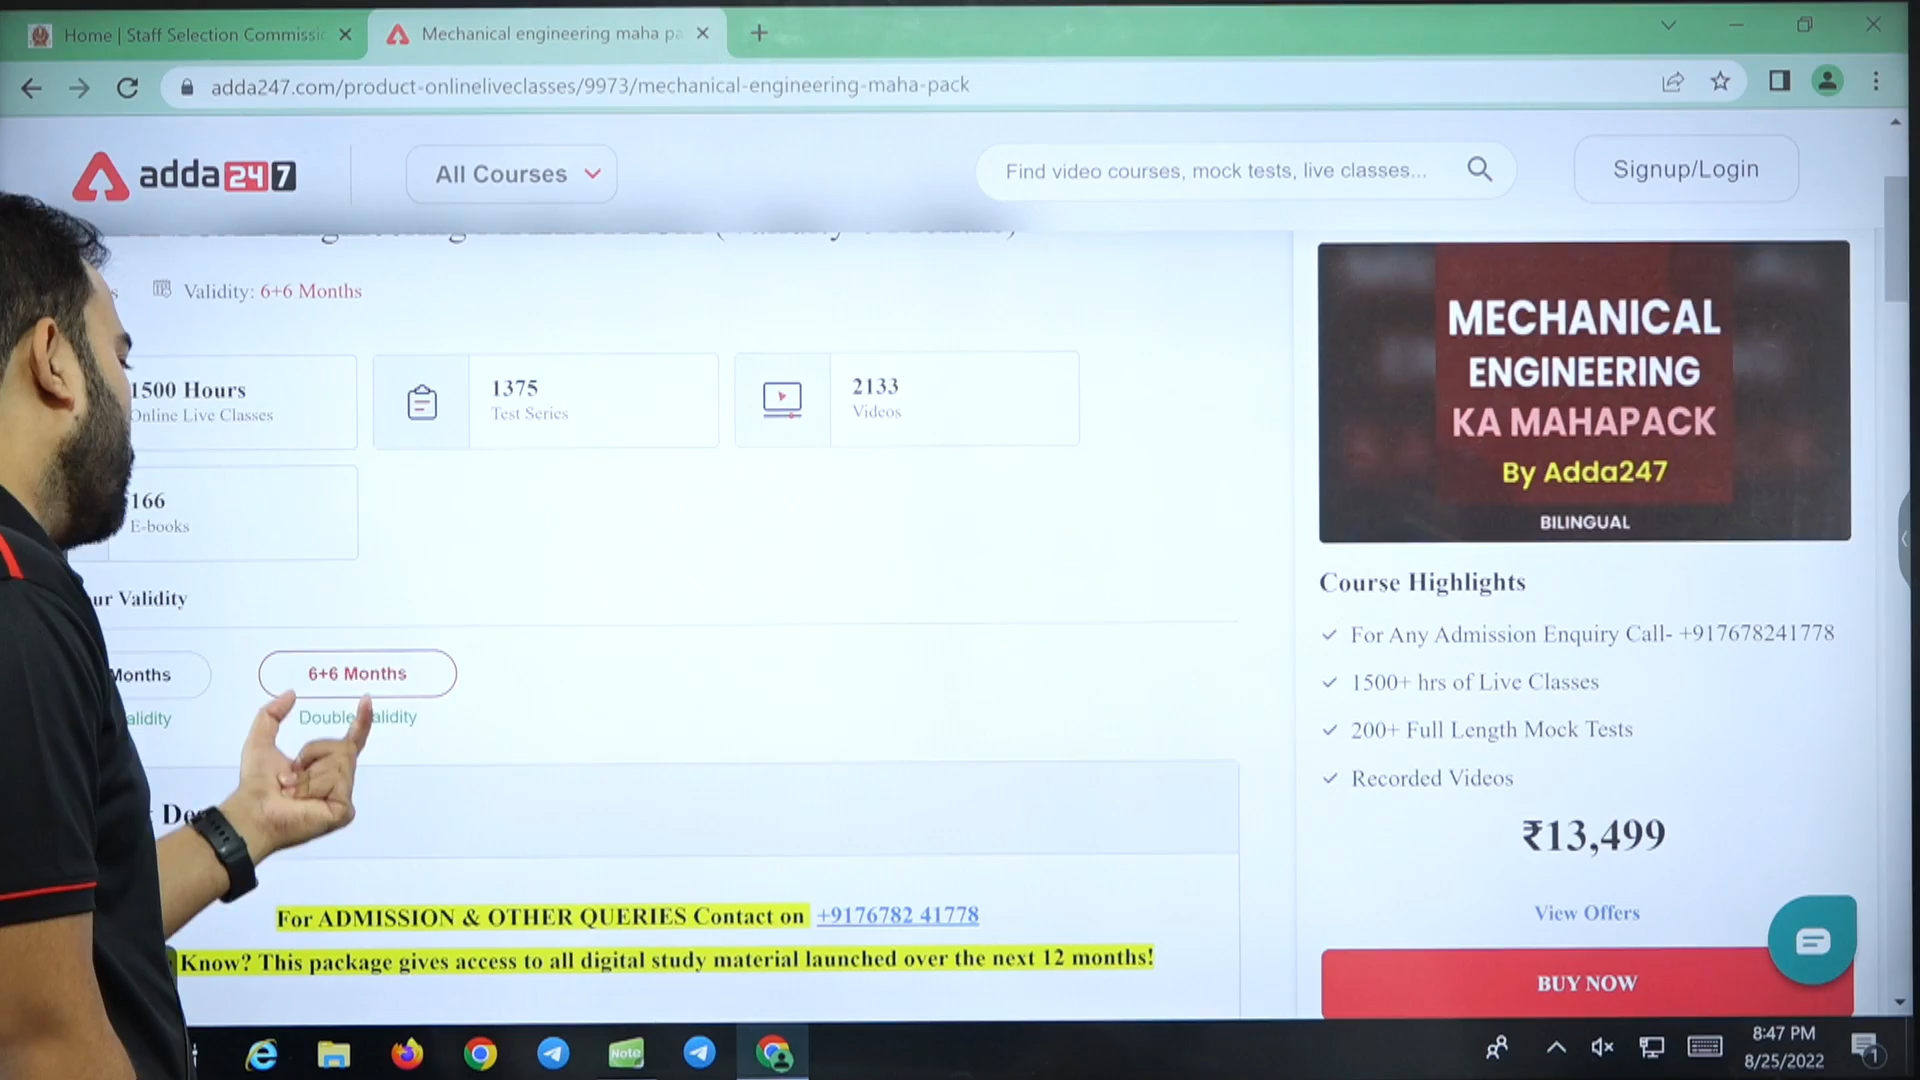 Home | Staff Selection Commissi
Mechanical engineering maha pa
adda247.com/product-onlineliveclasses/9973/mechanical-engineering-maha-pack
adda247
All Courses
Find video courses, mock tests, live classes...
Signup/Login
Validity: 6+6 Months
1500 Hours
Online Live Classes
1375
Test Series
2133
Videos
166
E-books
ur Validity
Months
6+6 Months
alidity
Double alidity
De
For ADMISSION & OTHER QUERIES Contact on +9176782 41778
Know? This package gives access to all digital study material launched over the next 12 months!
MECHANICAL
ENGINEERING
KA MAHAPACK
By Adda247
BILINGUAL
Course Highlights
For Any Admission Enquiry Call- +917678241778
1500+ hrs of Live Classes
200+ Full Length Mock Tests
Recorded Videos
₹13,499
View Offers
BUY NOW
Note
8:47 PM
8/25/2022
1